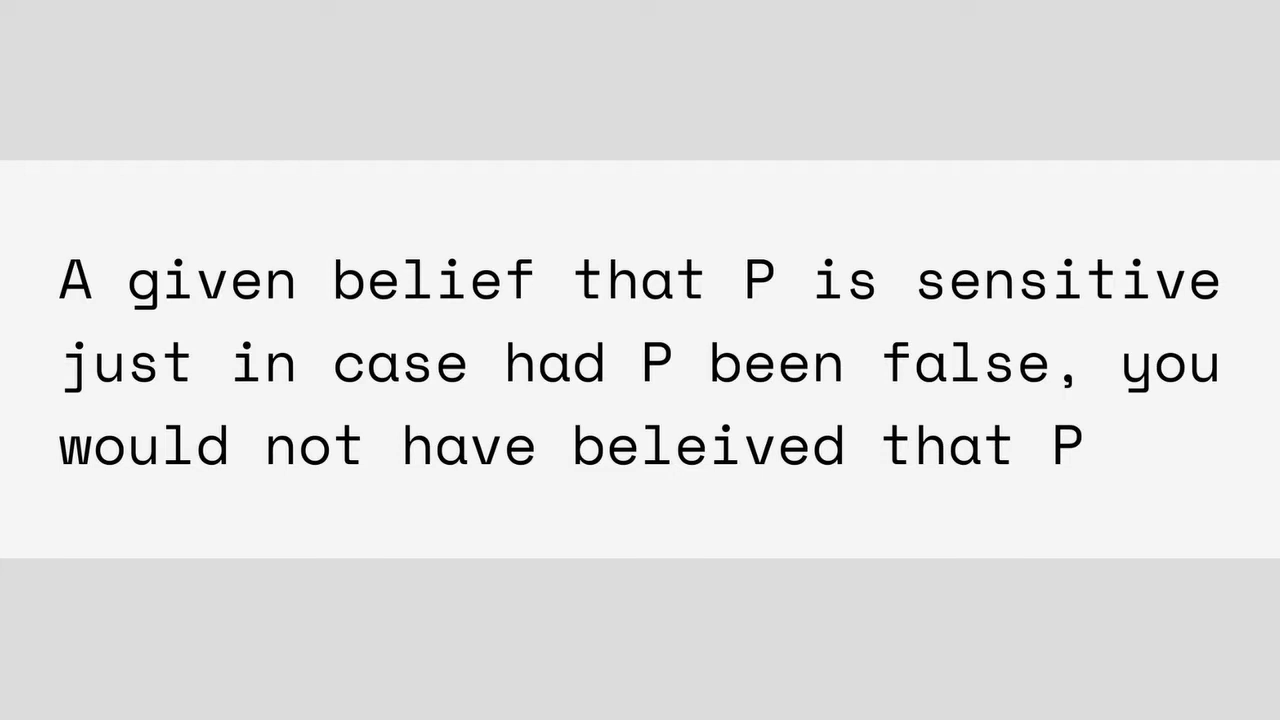 A given belief that P is sensitive
just in case had P been false, you
would not have beleived that P